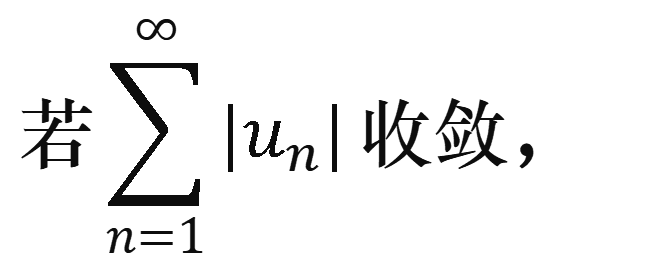 若 $\sum_{n=1}^{\infty} |u_n|$ 收敛，